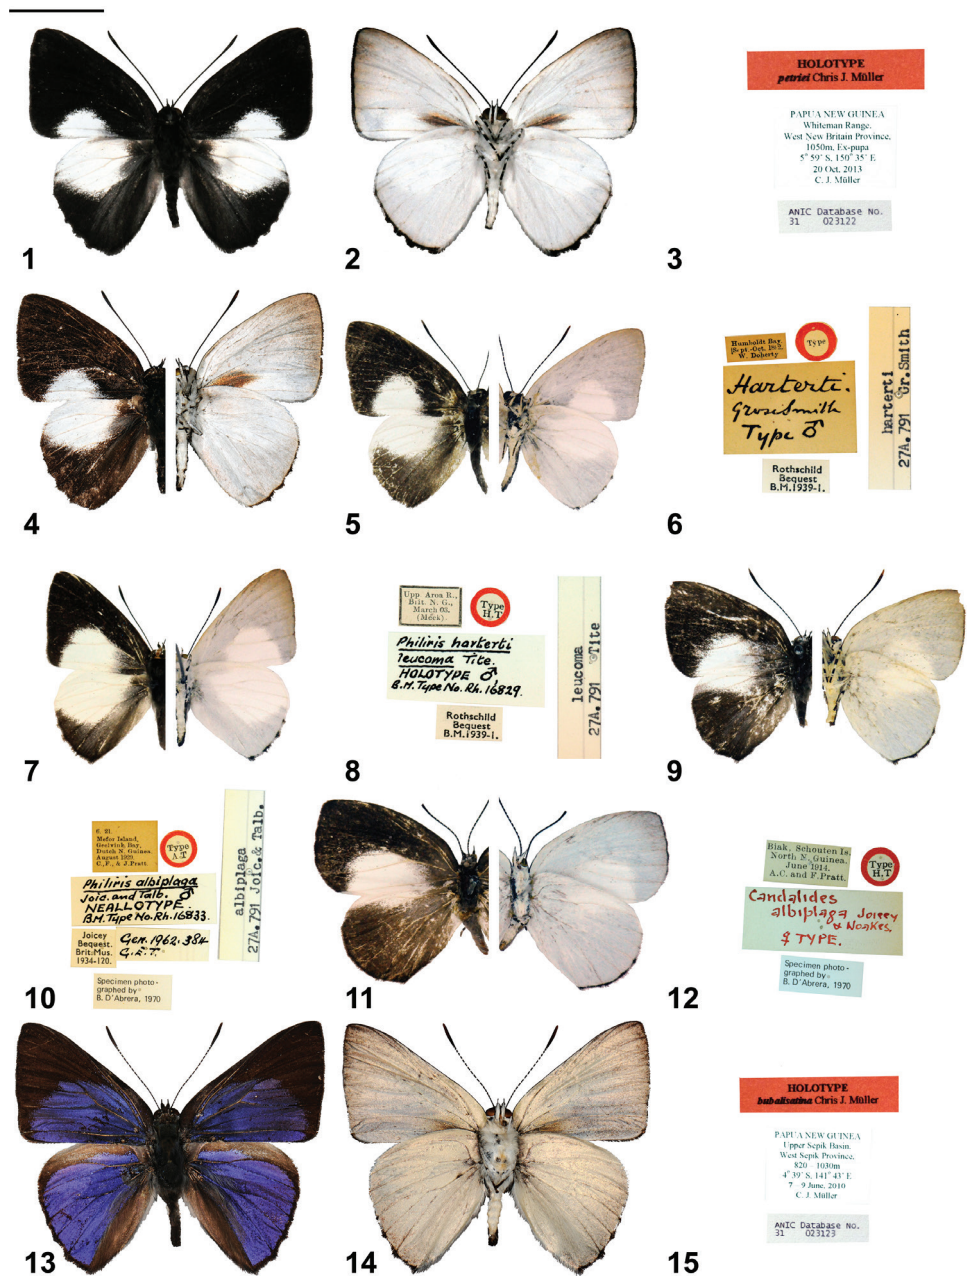 HOLOTYPE
petriei Chris J. Müller
PAPUA NEW GUINEA
Whiteman Range,
West New Britain Province,
1050m, Ex-pupa
5° 59' S, 150° 35' E
20 Oct. 2013
C. J. Müller
ANIC Database No.
31 023122
1
2
3
Humboldt Bay
Sept.-Oct. 1892.
W. Doherty
Type
Harterti.
Grose Smith
Type ♂
Rothschild
Bequest
B.M.1939-1.
harterti
27A. 791 Gr. Smith
4
5
6
Upp Aroa R.,
Brit. N. G.,
March 03.
(Meek).
Type
H.T
Philiris harterti
leucoma Tite.
HOLOTYPE ♂
B.M. Type No. Rh. 16829.
Rothschild
Bequest
B.M.1939-1.
leucoma
27A. 791 Tite
7
8
9
6. 21.
Mefor Island,
Geelvink Bay,
Dutch N. Guinea.
August 1920.
C., F., & J. Pratt.
Type
A.T
Philiris albiplaga
Joic. and Talb. ♂
NEALLOTYPE.
B.M. Type No. Rh. 16833.
Joicey
Bequest.
Brit. Mus.
1934-120.
Gen. 1962. 384
G.E.T.
Specimen photo-
graphed by
B. D'Abrera, 1970
albiplaga
27A. 791 Joic. & Talb.
Biak, Schouten Is.
North N. Guinea.
June 1914.
A.C. and F. Pratt.
Type
H.T
Candalides
albiplaga Joicey
& Noakes.
♀ TYPE.
Specimen photo-
graphed by
B. D'Abrera, 1970
10
11
12
HOLOTYPE
bubalisatina Chris J. Müller
PAPUA NEW GUINEA
Upper Sepik Basin,
West Sepik Province,
820 - 1030m
4° 39' S, 141° 43' E
7 - 9 June, 2010
C. J. Müller
ANIC Database No.
31 023123
13
14
15